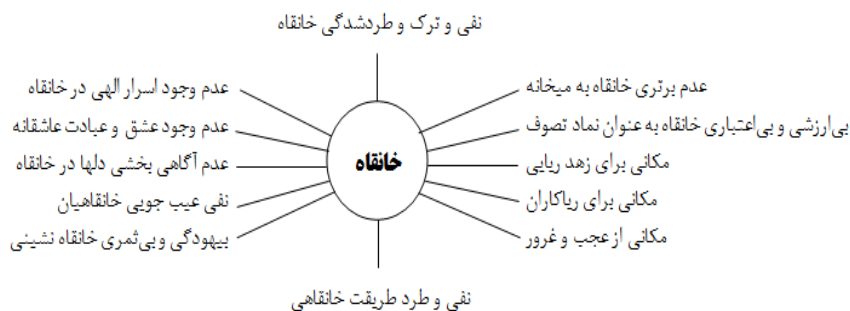 نفی و ترک و طردشدگی خانقاه
عدم برتری خانقاه به میخانه
بی‌ارزشی و بی‌اعتباری خانقاه به عنوان نماد تصوف
مکانی برای زهد ریایی
مکانی برای ریاکاران
مکانی از عجب و غرور
خانقاه
عدم وجود اسرار الهی در خانقاه
عدم وجود عشق و عبادت عاشقانه
عدم آگاهی بخشی دلها در خانقاه
نفی عیب جویی خانقاهیان
بیهودگی و بی‌ثمری خانقاه نشینی
نفی و طرد طریقت خانقاهی